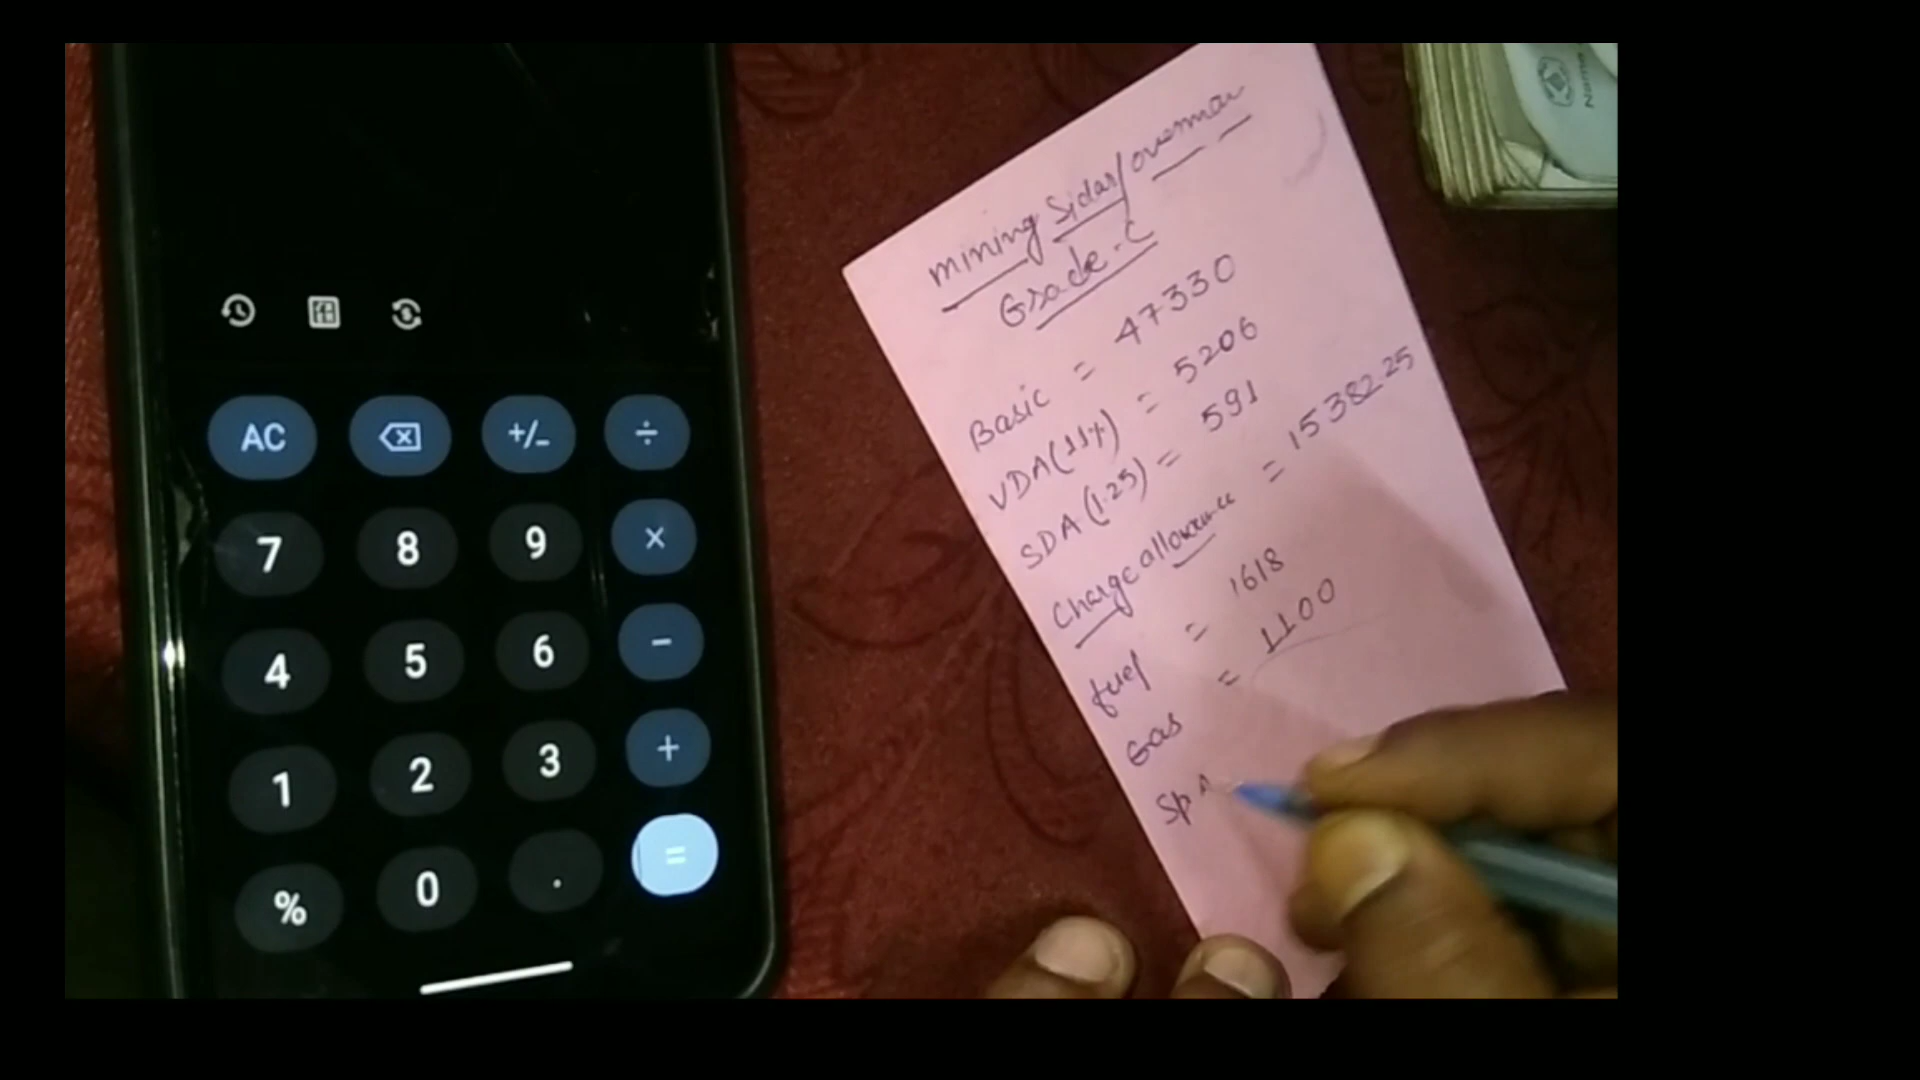 AC +/- ÷
7 8 9 ×
4 5 6 −
1 2 3 +
% 0 . =
Mining Sidar/overman
Grade-C
Basic = 47330
VDA(11%) = 5206
SDA (1.25) = 591
Charge allowance = 15382.25
fuel = 1618
Gas = 1100
Sp A
Name